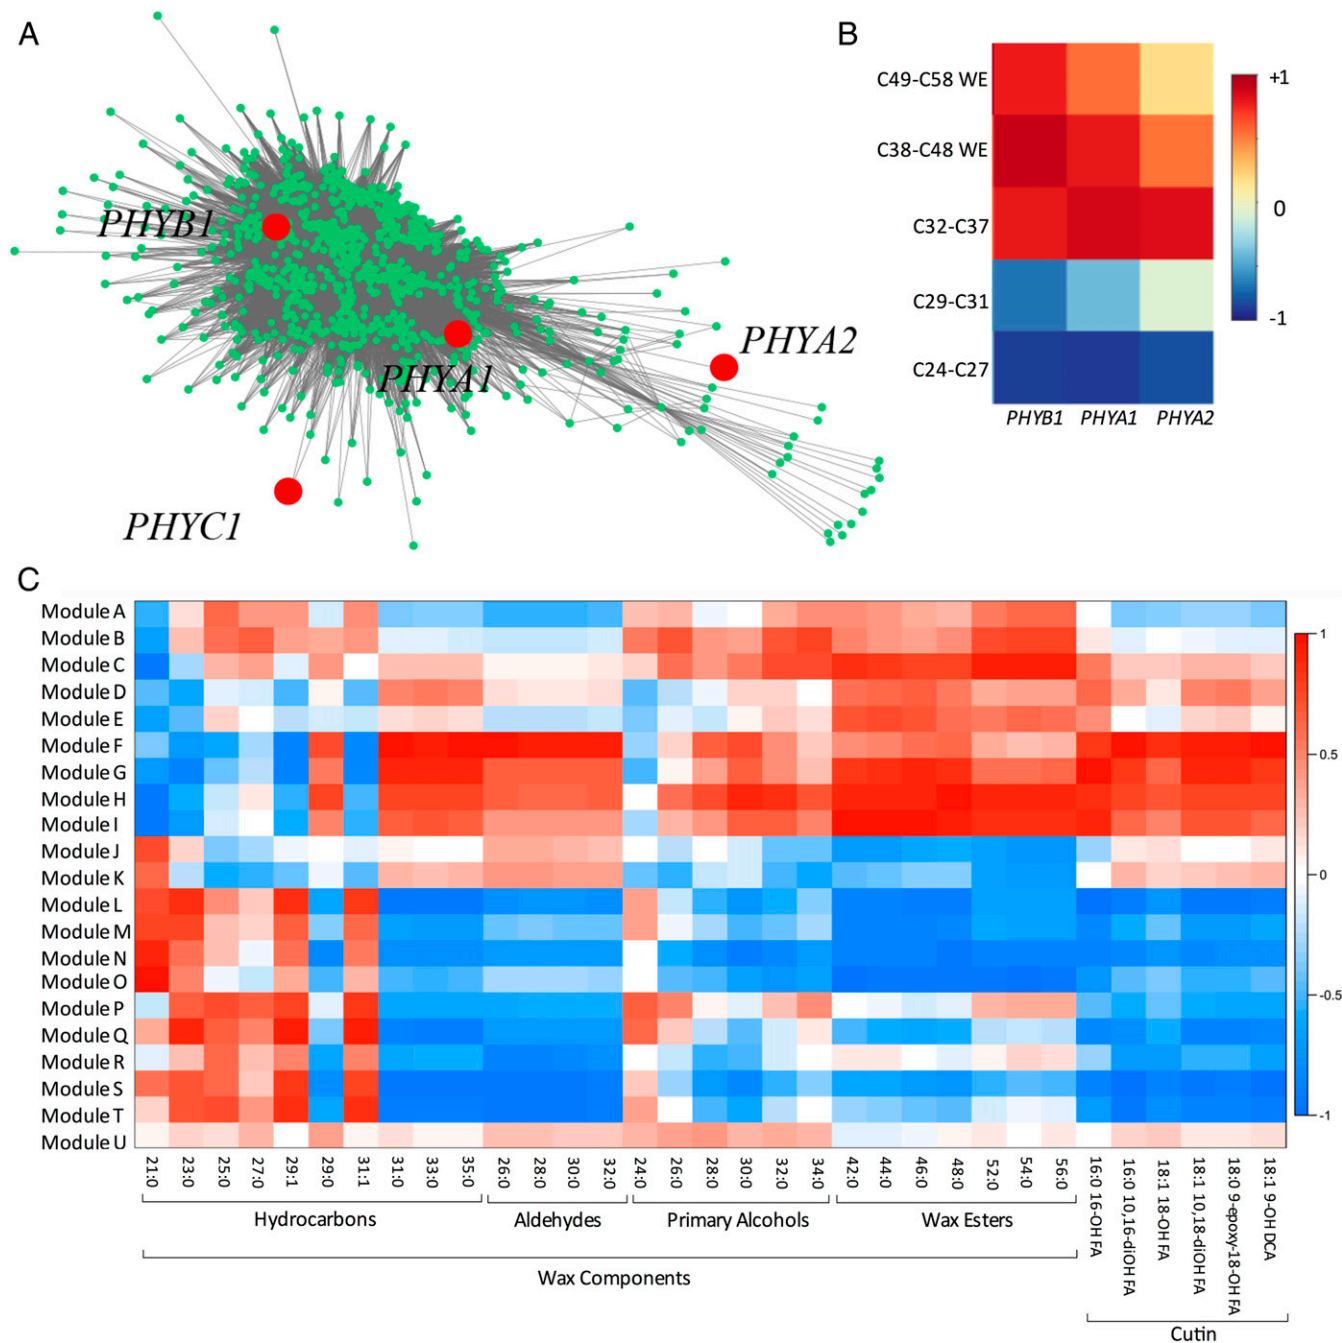 A
PHYB1
PHYA2
PHYA1
PHYC1
B
C49-C58 WE
C38-C48 WE
C32-C37
C29-C31
C24-C27
PHYB1 PHYA1 PHYA2
+1
0
-1
C
Module A
Module B
Module C
Module D
Module E
Module F
Module G
Module H
Module I
Module J
Module K
Module L
Module M
Module N
Module O
Module P
Module Q
Module R
Module S
Module T
Module U
1
0.5
0
-0.5
-1
21:0 23:0 25:0 27:0 29:1 29:0 31:1 31:0 33:0 35:0 26:0 28:0 30:0 32:0 24:0 26:0 28:0 30:0 32:0 34:0 42:0 44:0 46:0 48:0 52:0 54:0 56:0 16:0 16-OH FA 16:0 10,16-diOH FA 18:1 18-OH FA 18:1 10,18-diOH FA 18:0 9-epoxy-18-OH FA 18:1 9-OH DCA
Hydrocarbons Aldehydes Primary Alcohols Wax Esters
Wax Components
Cutin